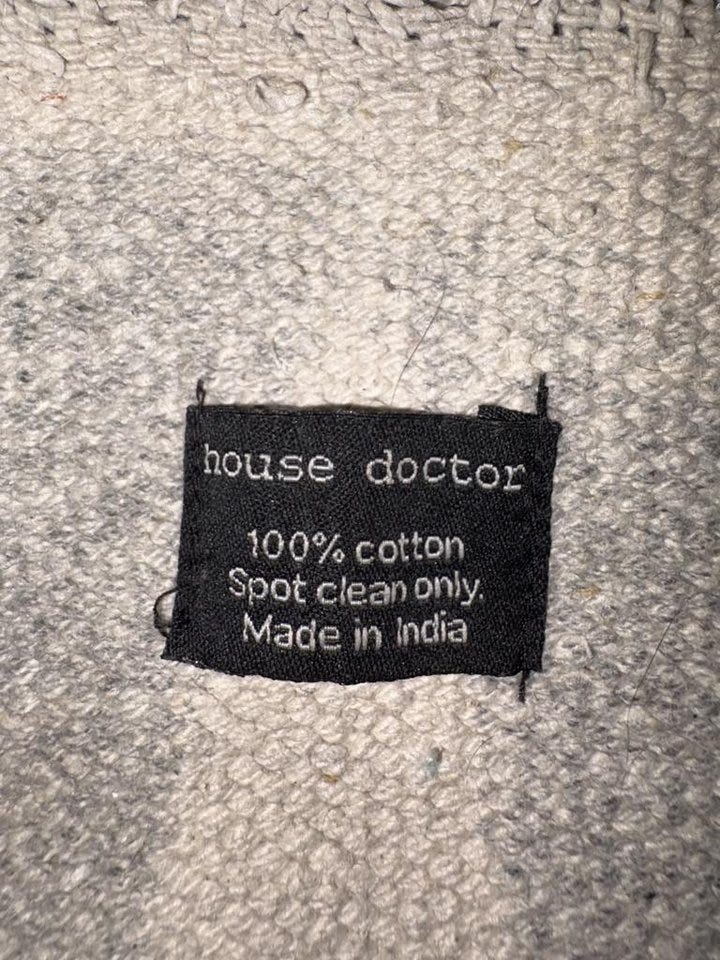 house doctor
100% cotton
Spot clean only.
Made in India